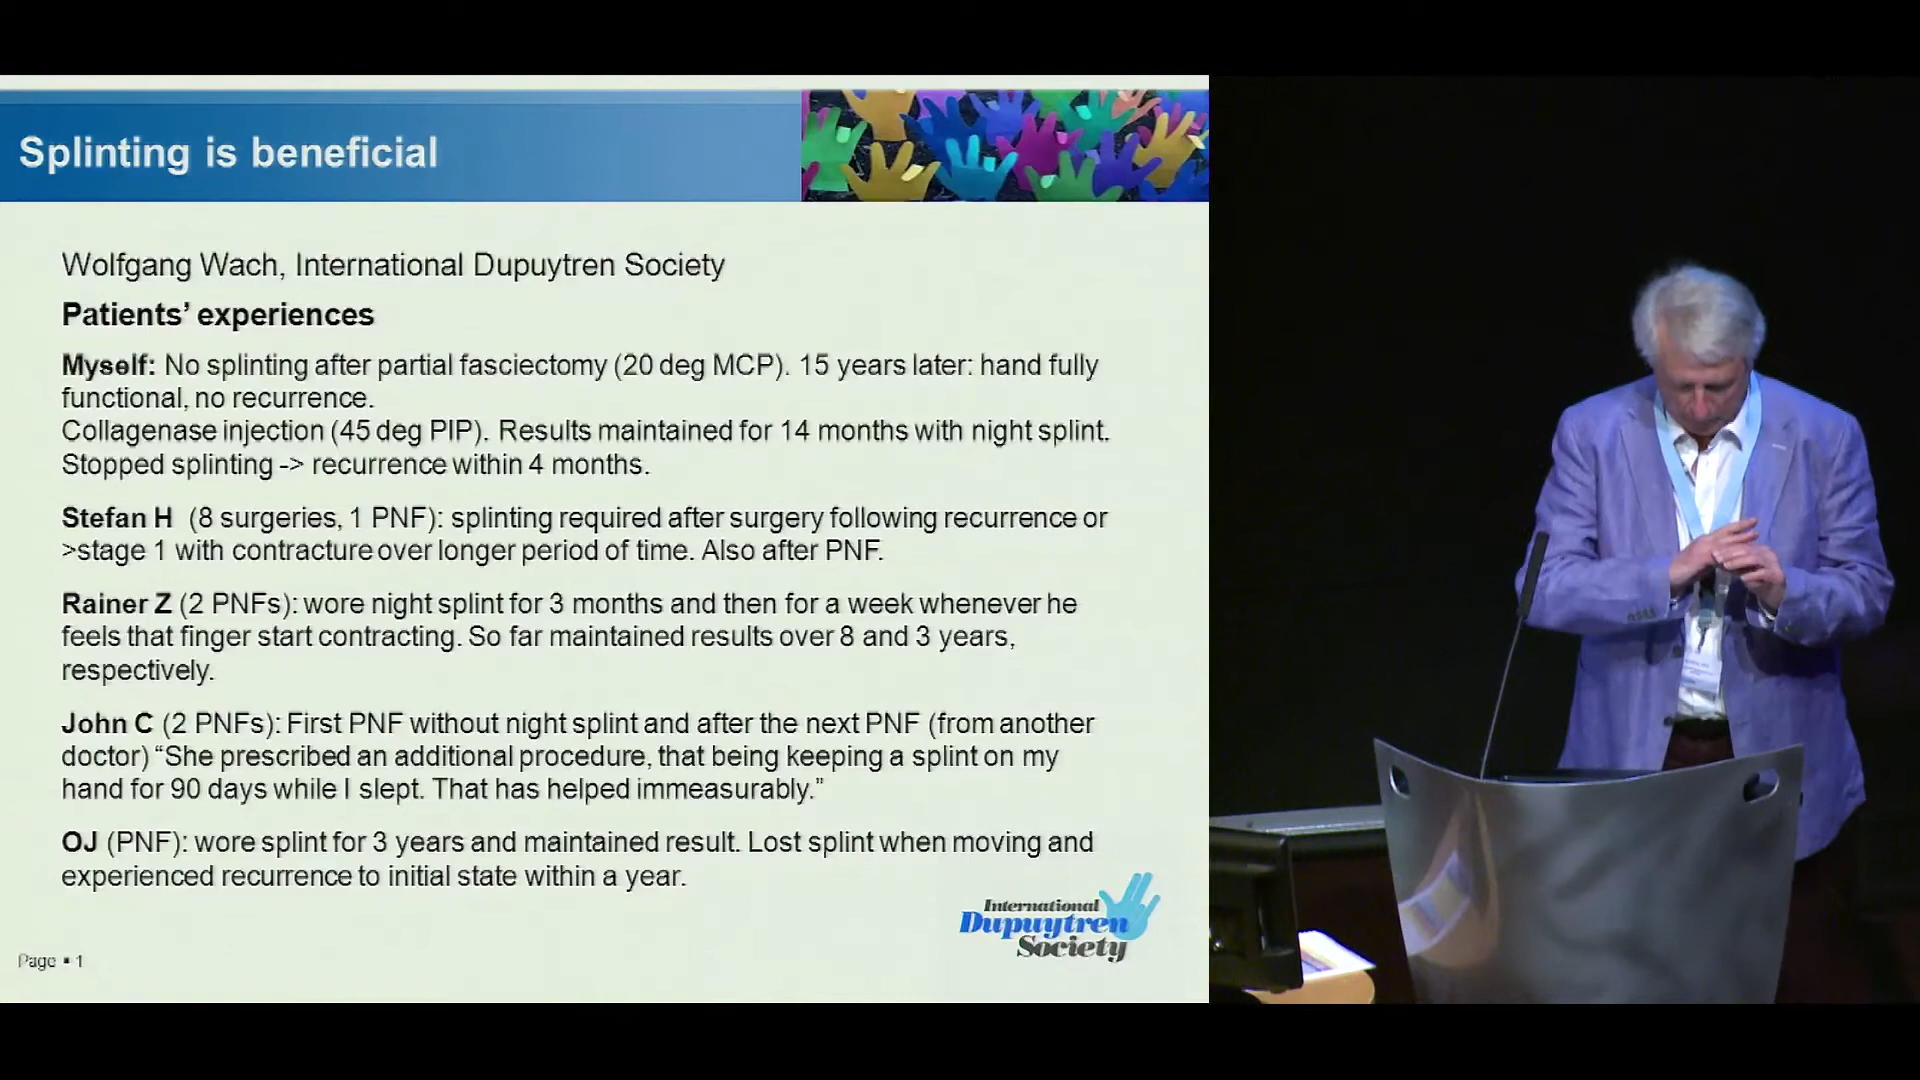 Splinting is beneficial
Wolfgang Wach, International Dupuytren Society
Patients’ experiences
Myself: No splinting after partial fasciectomy (20 deg MCP). 15 years later: hand fully
functional, no recurrence.
Collagenase injection (45 deg PIP). Results maintained for 14 months with night splint.
Stopped splinting -> recurrence within 4 months.
Stefan H (8 surgeries, 1 PNF): splinting required after surgery following recurrence or
>stage 1 with contracture over longer period of time. Also after PNF.
Rainer Z (2 PNFs): wore night splint for 3 months and then for a week whenever he
feels that finger start contracting. So far maintained results over 8 and 3 years,
respectively.
John C (2 PNFs): First PNF without night splint and after the next PNF (from another
doctor) “She prescribed an additional procedure, that being keeping a splint on my
hand for 90 days while I slept. That has helped immeasurably.”
OJ (PNF): wore splint for 3 years and maintained result. Lost splint when moving and
experienced recurrence to initial state within a year.
International
Dupuytren
Society
Page ▪ 1